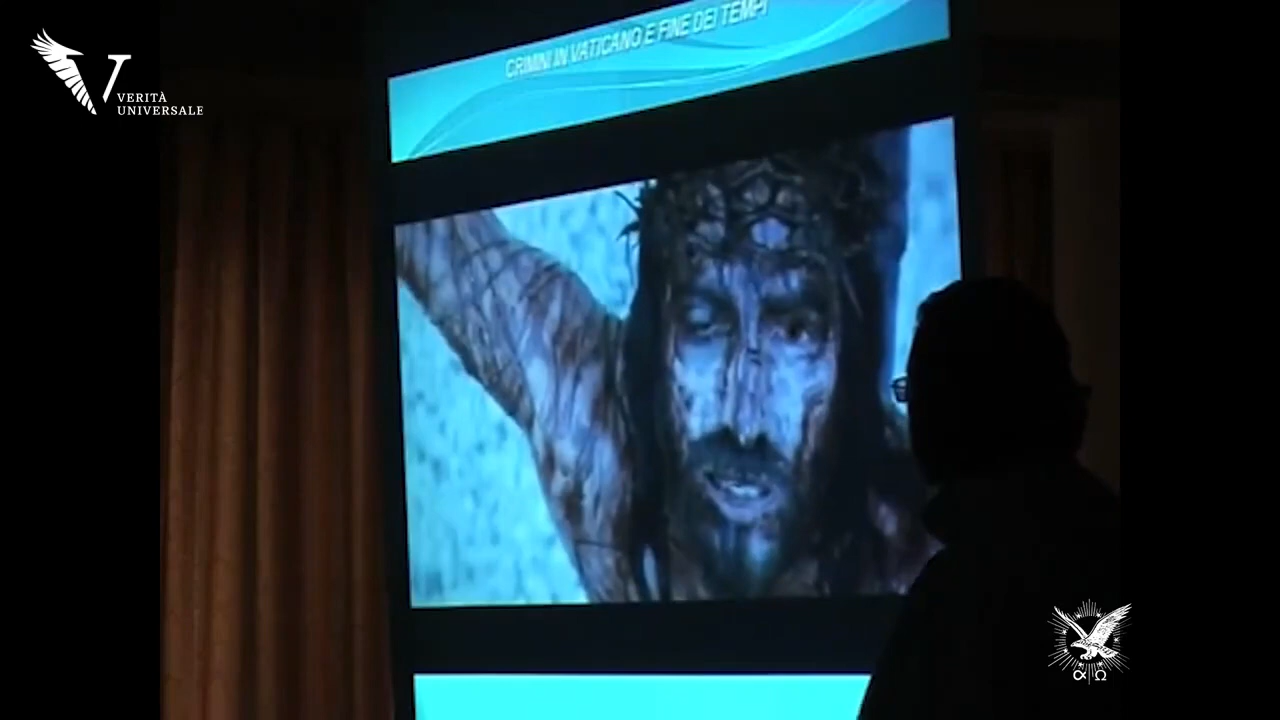 CRIMINI IN VATICANO E FINE DEI TEMPI
V
VERITÀ
UNIVERSALE
α Ω